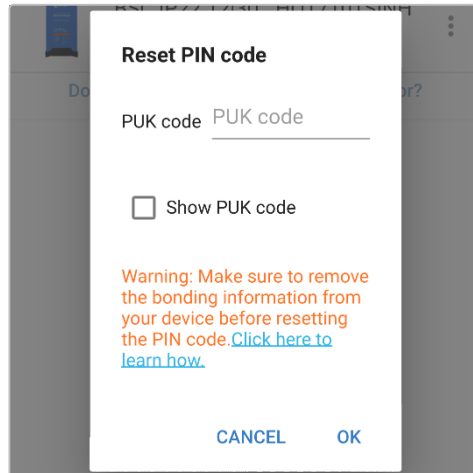 Reset PIN code
PUK code PUK code
Show PUK code
Warning: Make sure to remove
the bonding information from
your device before resetting
the PIN code.Click here to
learn how.
CANCEL OK